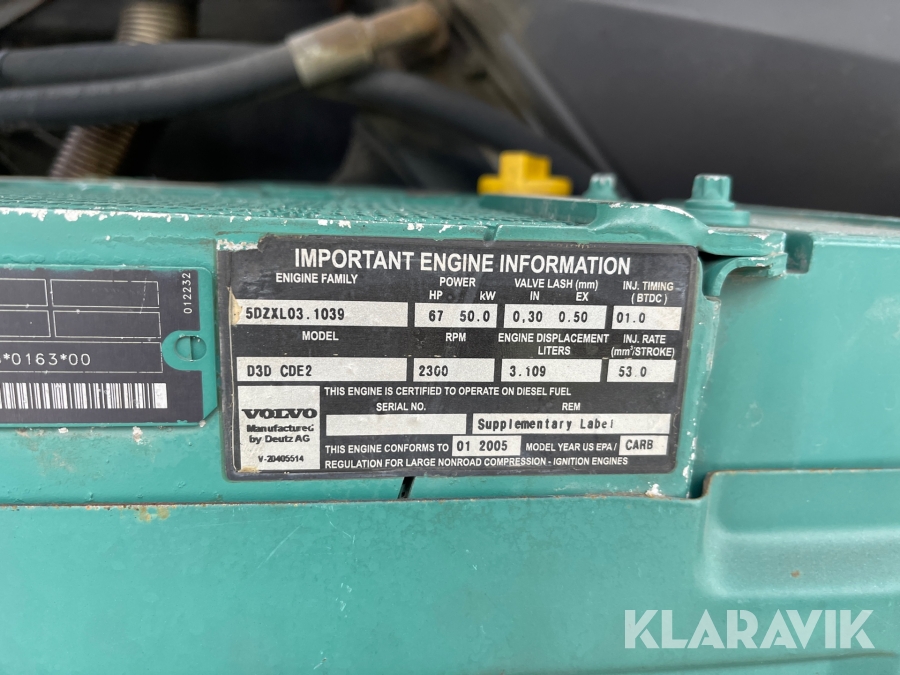 IMPORTANT ENGINE INFORMATION
ENGINE FAMILY POWER VALVE LASH (mm) INJ. TIMING
HP kW IN EX (BTDC)
5DZXL03.1039 67 50.0 0,30 0.50 01.0
MODEL RPM ENGINE DISPLACEMENT INJ. RATE
LITERS (mm³/STROKE)
D3D CDE2 2300 3.109 53.0
THIS ENGINE IS CERTIFIED TO OPERATE ON DIESEL FUEL
SERIAL NO. REM
Supplementary Label
VOLVO
Manufactured
by Deutz AG
V-20405514
THIS ENGINE CONFORMS TO 01 2005 MODEL YEAR US EPA / CARB
REGULATION FOR LARGE NONROAD COMPRESSION - IGNITION ENGINES
012232
*0163*00
KLARAVIK